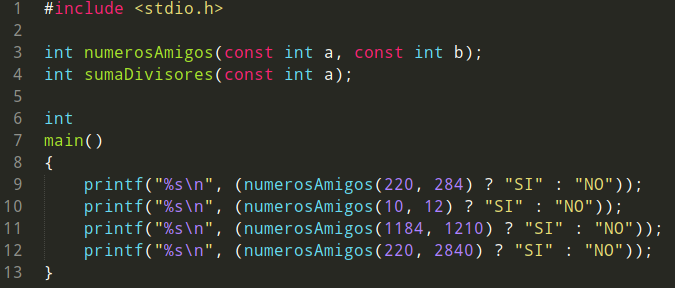 1 #include <stdio.h>
2
3 int numerosAmigos(const int a, const int b);
4 int sumaDivisores(const int a);
5
6 int
7 main()
8 {
9     printf("%s\n", (numerosAmigos(220, 284) ? "SI" : "NO"));
10     printf("%s\n", (numerosAmigos(10, 12) ? "SI" : "NO"));
11     printf("%s\n", (numerosAmigos(1184, 1210) ? "SI" : "NO"));
12     printf("%s\n", (numerosAmigos(220, 2840) ? "SI" : "NO"));
13 }